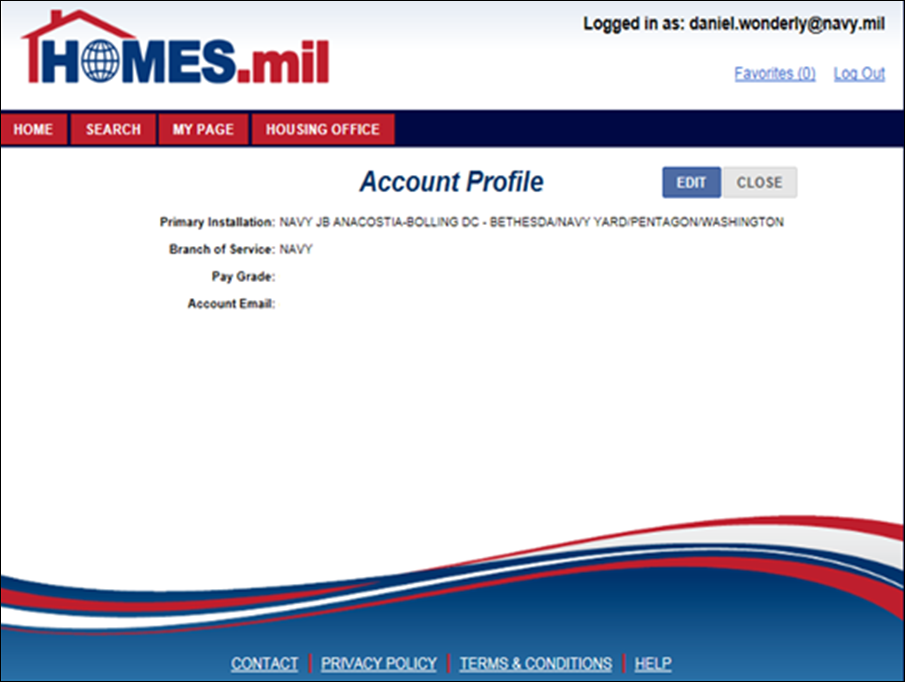 HOMES.mil
Logged in as: daniel.wonderly@navy.mil
Favorites (0) Log Out
HOME SEARCH MY PAGE HOUSING OFFICE
Account Profile EDIT CLOSE
Primary Installation: NAVY JB ANACOSTIA-BOLLING DC - BETHESDA/NAVY YARD/PENTAGON/WASHINGTON
Branch of Service: NAVY
Pay Grade:
Account Email:
CONTACT | PRIVACY POLICY | TERMS & CONDITIONS | HELP